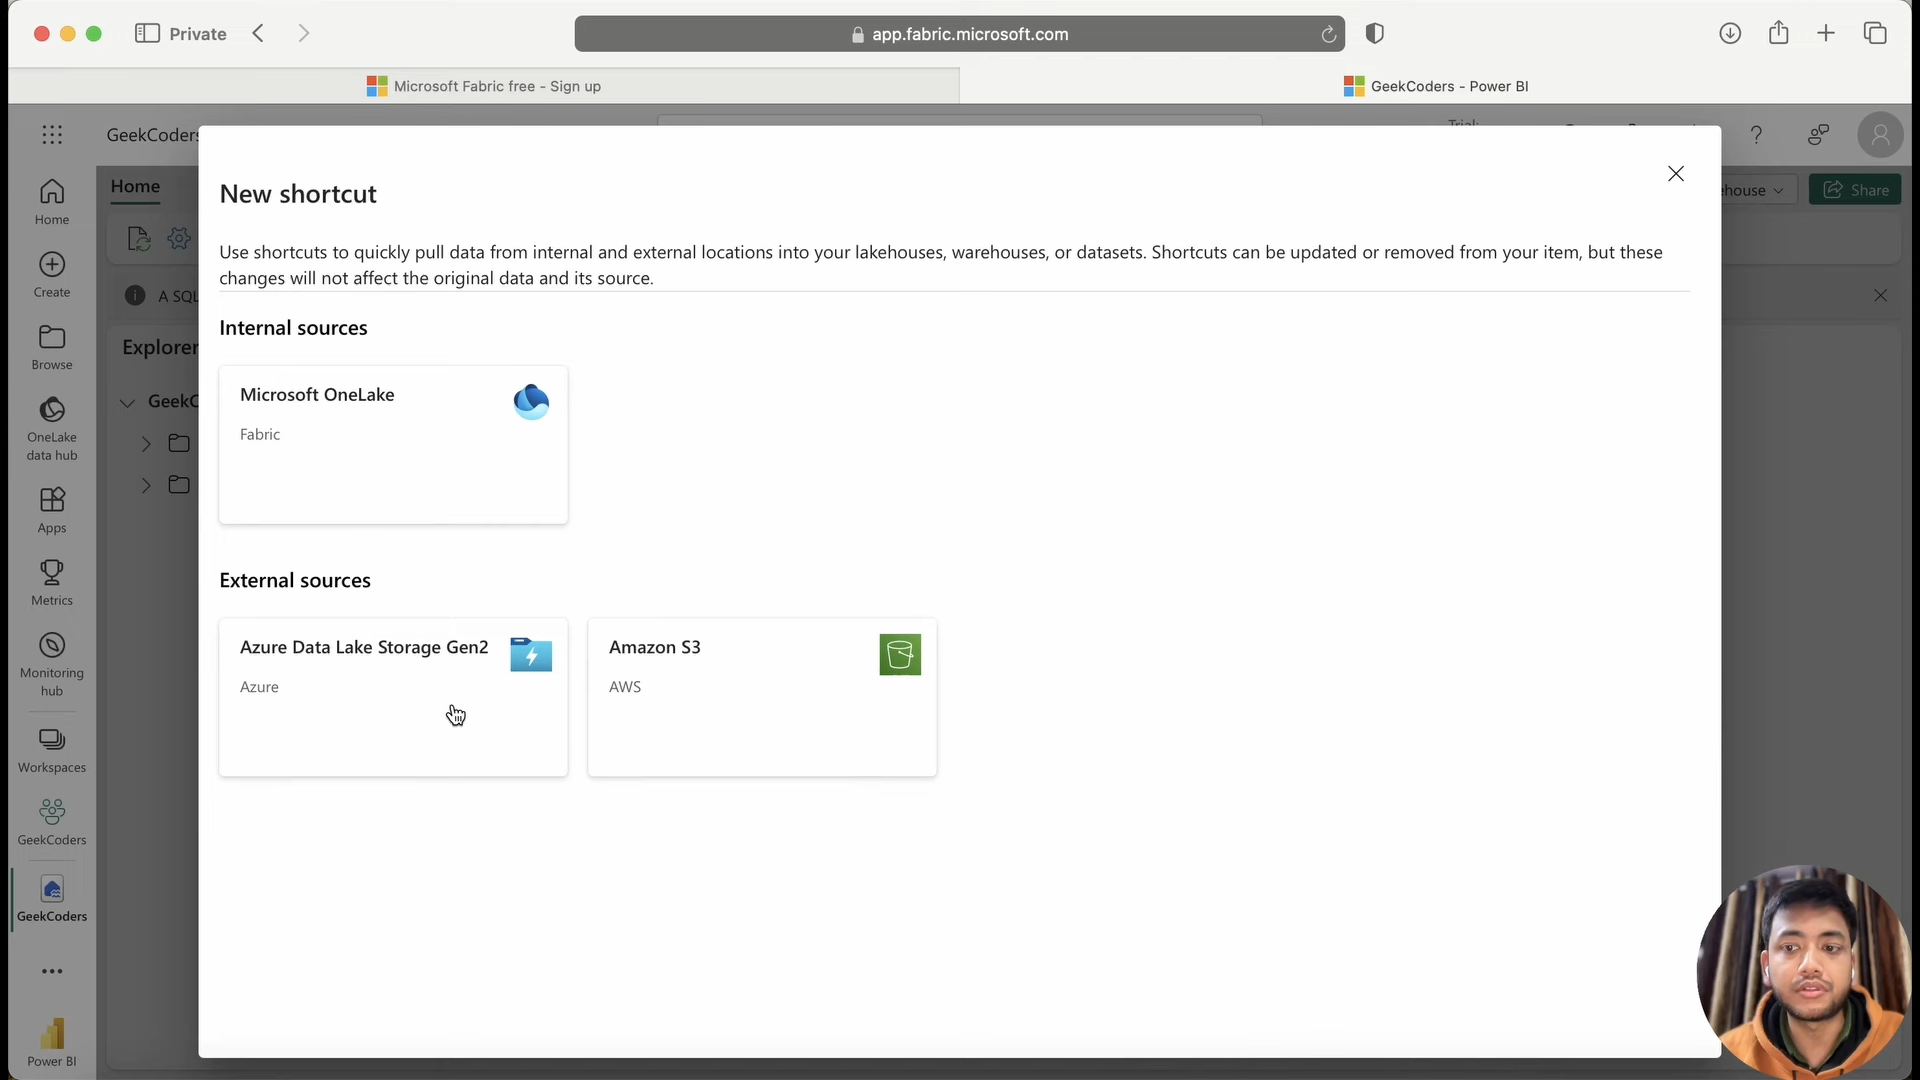 Private
app.fabric.microsoft.com
Microsoft Fabric free - Sign up
GeekCoders - Power BI
GeekCoders
Trial:
Home
Share
Home
Create
Browse
OneLake
data hub
Apps
Metrics
Monitoring
hub
Workspaces
GeekCoders
GeekCoders
Power BI
A SQL
Explorer
GeekC
New shortcut
Use shortcuts to quickly pull data from internal and external locations into your lakehouses, warehouses, or datasets. Shortcuts can be updated or removed from your item, but these
changes will not affect the original data and its source.
Internal sources
Microsoft OneLake
Fabric
External sources
Azure Data Lake Storage Gen2
Azure
Amazon S3
AWS